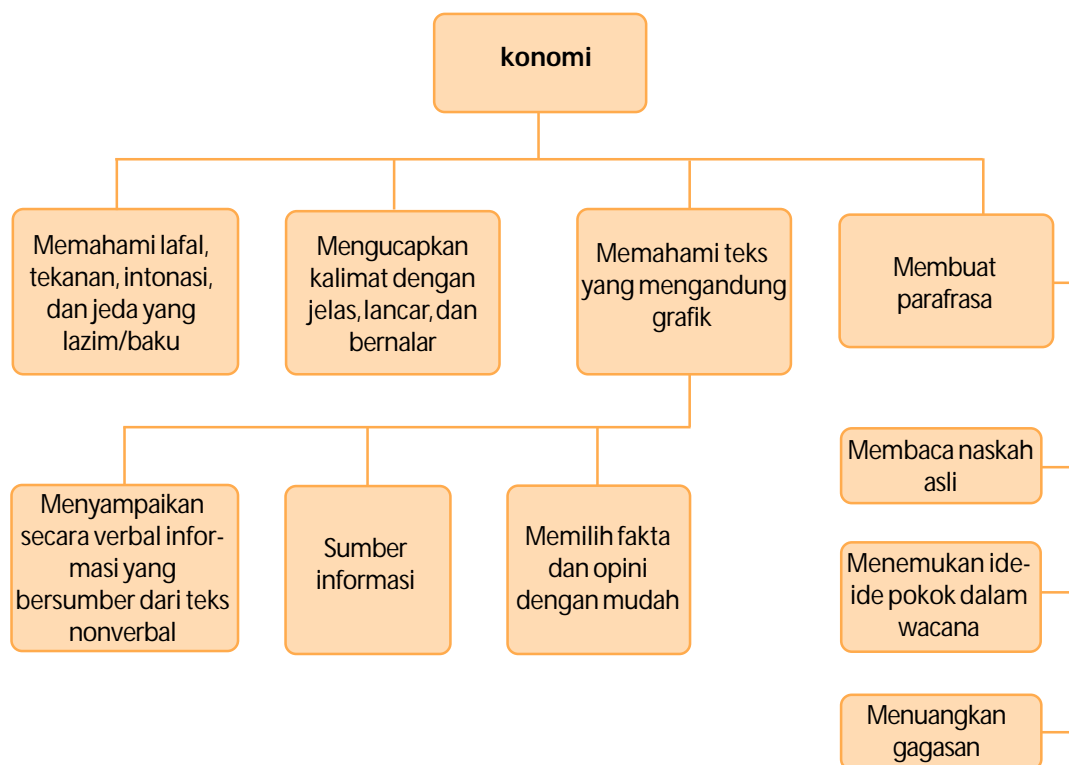 konomi
Memahami lafal,
tekanan, intonasi,
dan jeda yang
lazim/baku
Mengucapkan
kalimat dengan
jelas, lancar, dan
bernalar
Memahami teks
yang mengandung
grafik
Membuat
parafrasa
Menyampaikan
secara verbal infor-
masi yang
bersumber dari teks
nonverbal
Sumber
informasi
Memilih fakta
dan opini
dengan mudah
Membaca naskah
asli
Menemukan ide-
ide pokok dalam
wacana
Menuangkan
gagasan